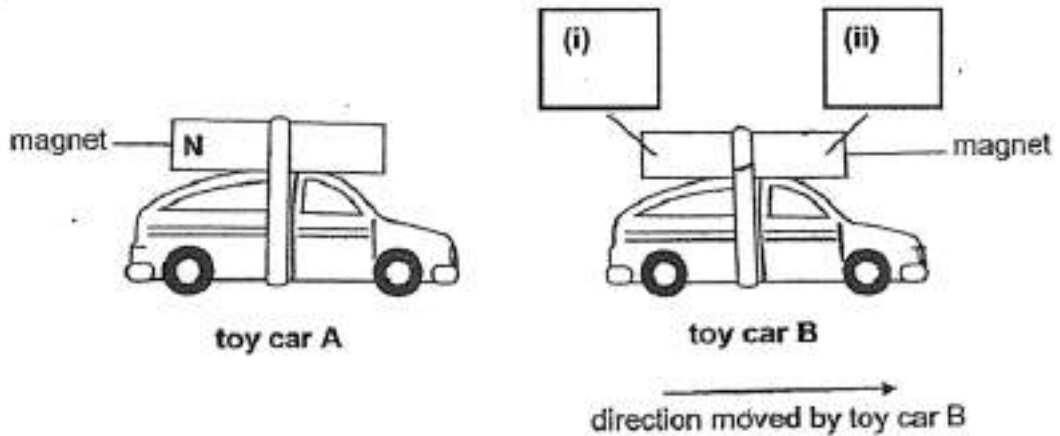 (i)
(ii)
magnet
N
magnet
toy car A
toy car B
direction moved by toy car B